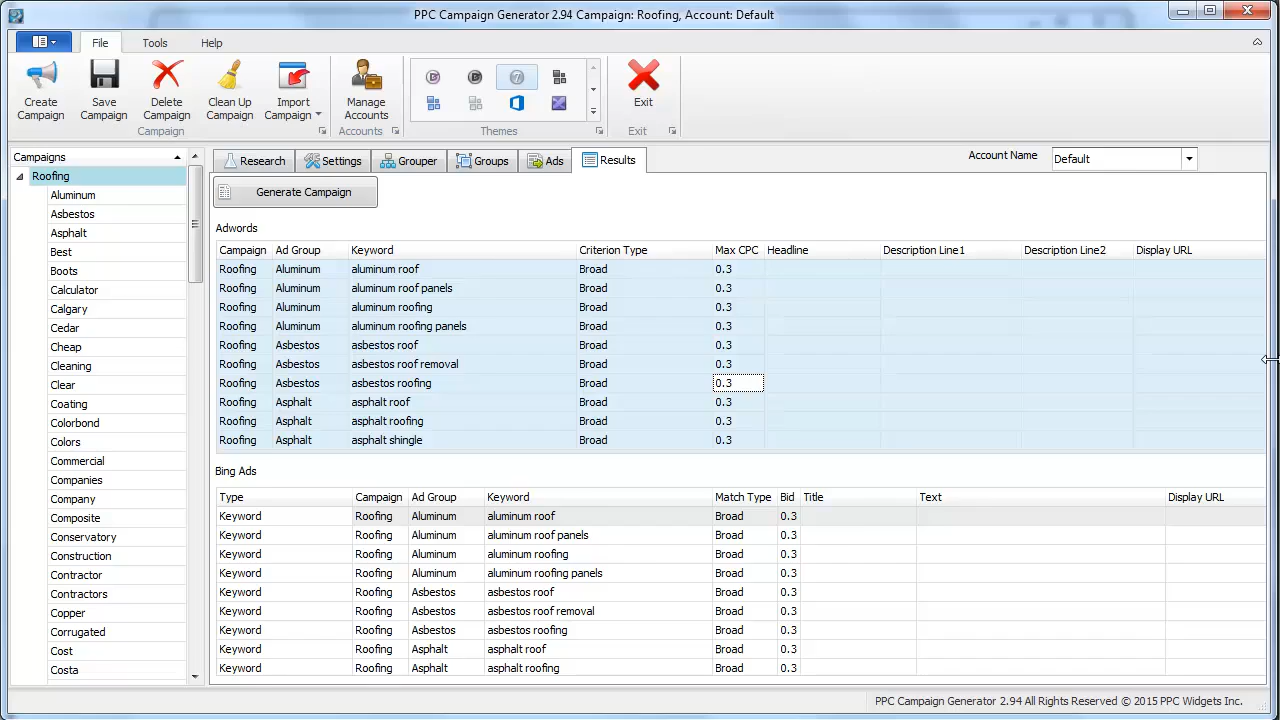 PPC Campaign Generator 2.94 Campaign: Roofing, Account: Default
File Tools Help
Create Campaign
Save Campaign
Delete Campaign
Clean Up Campaign
Import Campaign
Campaign
Manage Accounts
Accounts
Themes
Exit
Exit
Campaigns
Roofing
Aluminum
Asbestos
Asphalt
Best
Boots
Calculator
Calgary
Cedar
Cheap
Cleaning
Clear
Coating
Colorbond
Colors
Commercial
Companies
Company
Composite
Conservatory
Construction
Contractor
Contractors
Copper
Corrugated
Cost
Costa
Research Settings Grouper Groups Ads Results
Account Name Default
Generate Campaign
Adwords
Campaign Ad Group Keyword Criterion Type Max CPC Headline Description Line1 Description Line2 Display URL
Roofing Aluminum aluminum roof Broad 0.3
Roofing Aluminum aluminum roof panels Broad 0.3
Roofing Aluminum aluminum roofing Broad 0.3
Roofing Aluminum aluminum roofing panels Broad 0.3
Roofing Asbestos asbestos roof Broad 0.3
Roofing Asbestos asbestos roof removal Broad 0.3
Roofing Asbestos asbestos roofing Broad 0.3
Roofing Asphalt asphalt roof Broad 0.3
Roofing Asphalt asphalt roofing Broad 0.3
Roofing Asphalt asphalt shingle Broad 0.3
Bing Ads
Type Campaign Ad Group Keyword Match Type Bid Title Text Display URL
Keyword Roofing Aluminum aluminum roof Broad 0.3
Keyword Roofing Aluminum aluminum roof panels Broad 0.3
Keyword Roofing Aluminum aluminum roofing Broad 0.3
Keyword Roofing Aluminum aluminum roofing panels Broad 0.3
Keyword Roofing Asbestos asbestos roof Broad 0.3
Keyword Roofing Asbestos asbestos roof removal Broad 0.3
Keyword Roofing Asbestos asbestos roofing Broad 0.3
Keyword Roofing Asphalt asphalt roof Broad 0.3
Keyword Roofing Asphalt asphalt roofing Broad 0.3
PPC Campaign Generator 2.94 All Rights Reserved © 2015 PPC Widgets Inc.